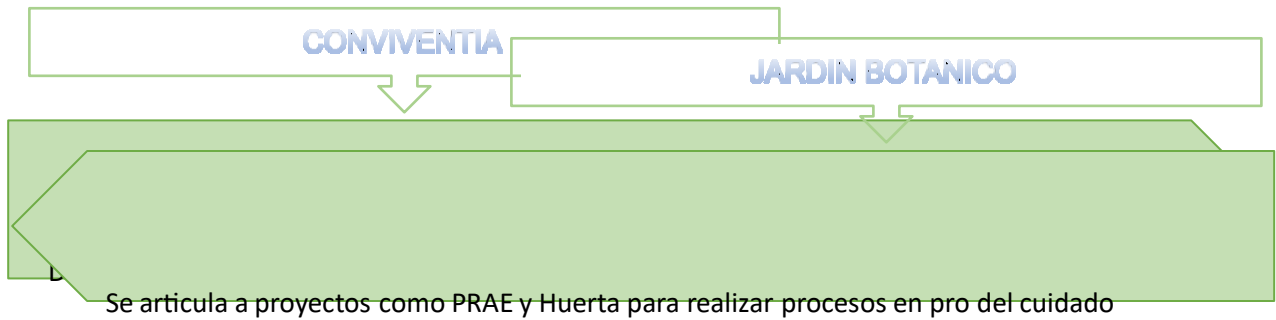 CONVIVENTIA
JARDIN BOTANICO
Se articula a proyectos como PRAE y Huerta para realizar procesos en pro del cuidado